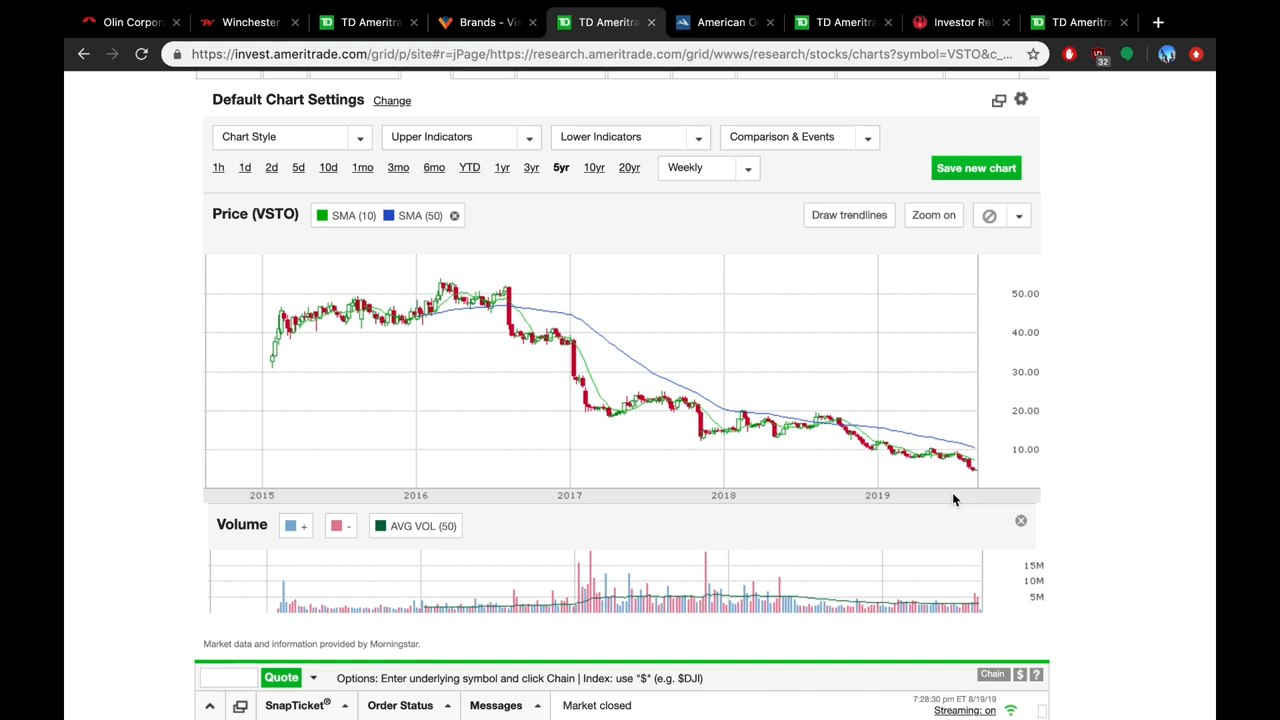 Olin Corpor
Winchester
TD Ameritra
Brands – Vis
TD Ameritra
American O
TD Ameritra
Investor Rel
TD Ameritra
https://invest.ameritrade.com/grid/p/site#r=jPage/https://research.ameritrade.com/grid/wwws/research/stocks/charts?symbol=VSTO&c_...
32
Default Chart Settings Change
Chart Style Upper Indicators Lower Indicators Comparison & Events
1h 1d 2d 5d 10d 1mo 3mo 6mo YTD 1yr 3yr 5yr 10yr 20yr Weekly Save new chart
Price (VSTO) SMA (10) SMA (50) Draw trendlines Zoom on
50.00
40.00
30.00
20.00
10.00
2015 2016 2017 2018 2019
Volume + - AVG VOL (50)
15M
10M
5M
Market data and information provided by Morningstar.
Quote Options: Enter underlying symbol and click Chain | Index: use "$" (e.g. $DJI) Chain $ ?
SnapTicket® Order Status Messages Market closed
7:28:30 pm ET 8/19/19
Streaming: on